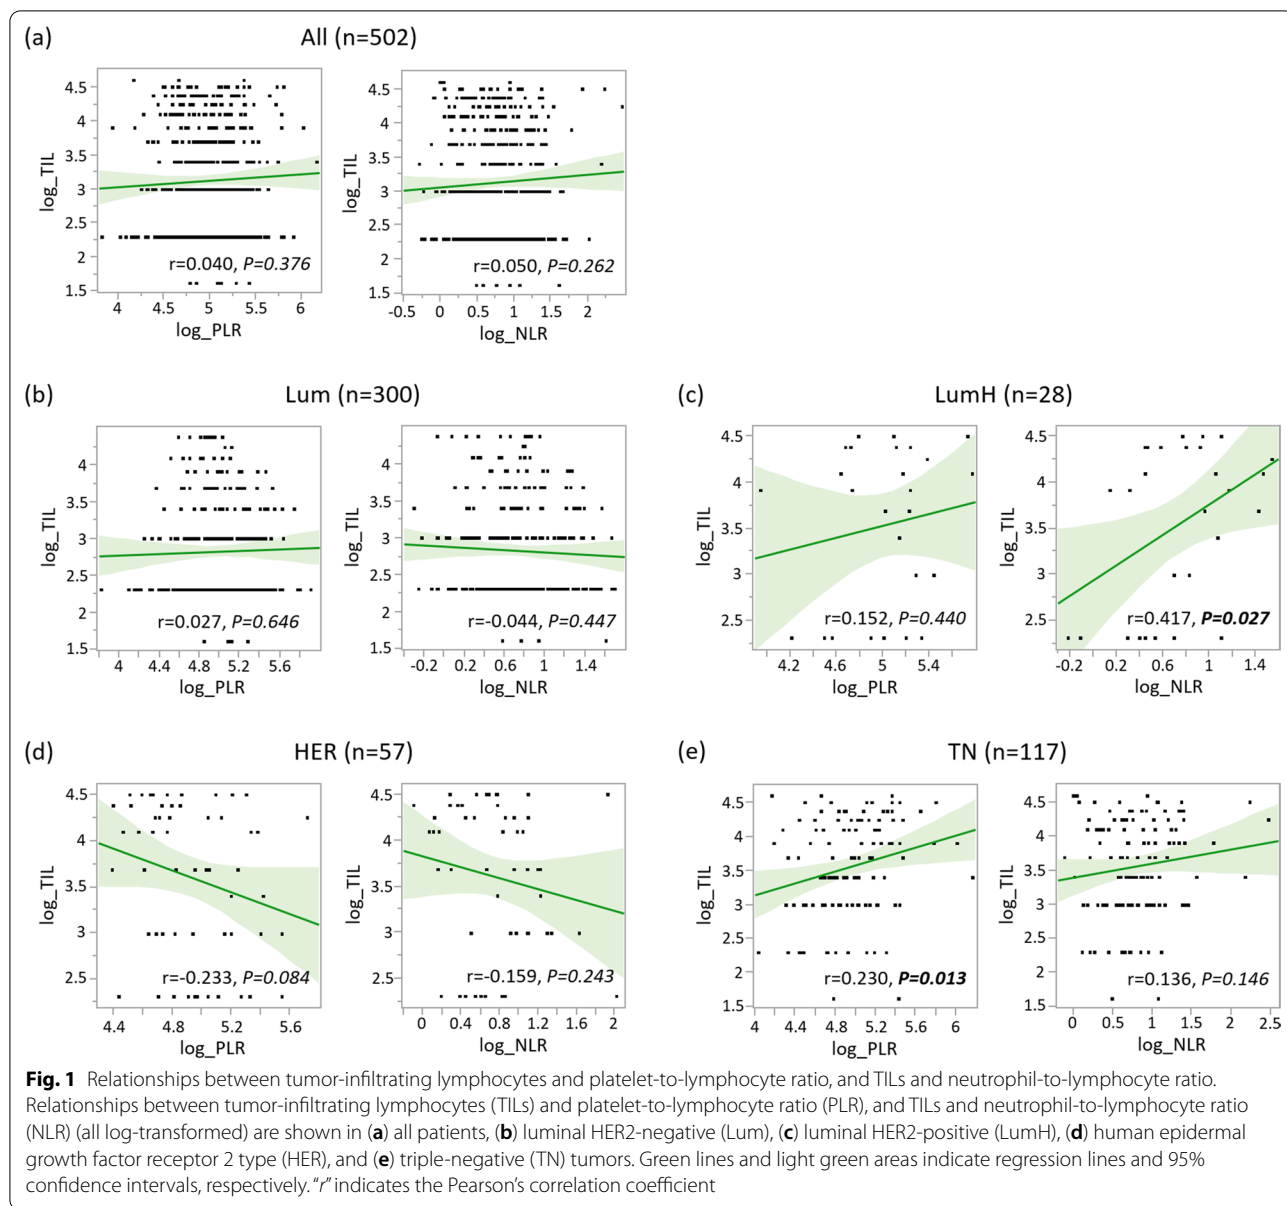 (a)
All (n=502)
4.5
4
3.5
3
2.5
2
1.5
log_TIL
r=0.040, P=0.376
4 4.5 5 5.5 6
log_PLR
4.5
4
3.5
3
2.5
2
1.5
log_TIL
r=0.050, P=0.262
-0.5 0 0.5 1 1.5 2
log_NLR
(b)
Lum (n=300)
4
3.5
3
2.5
2
1.5
log_TIL
r=0.027, P=0.646
4 4.4 4.8 5.2 5.6
log_PLR
4
3.5
3
2.5
2
1.5
log_TIL
r=-0.044, P=0.447
-0.2 0.2 0.6 1 1.4
log_NLR
(c)
LumH (n=28)
4.5
4
3.5
3
2.5
log_TIL
r=0.152, P=0.440
4.2 4.6 5 5.4
log_PLR
4.5
4
3.5
3
2.5
log_TIL
r=0.417, P=0.027
-0.2 0.2 0.6 1 1.4
log_NLR
(d)
HER (n=57)
4.5
4
3.5
3
2.5
log_TIL
r=-0.233, P=0.084
4.4 4.8 5.2 5.6
log_PLR
4.5
4
3.5
3
2.5
log_TIL
r=-0.159, P=0.243
0 0.4 0.8 1.2 1.6 2
log_NLR
(e)
TN (n=117)
4.5
4
3.5
3
2.5
2
1.5
log_TIL
r=0.230, P=0.013
4 4.4 4.8 5.2 5.6 6
log_PLR
4.5
4
3.5
3
2.5
2
1.5
log_TIL
r=0.136, P=0.146
0 0.5 1 1.5 2 2.5
log_NLR
Fig. 1 Relationships between tumor-infiltrating lymphocytes and platelet-to-lymphocyte ratio, and TILs and neutrophil-to-lymphocyte ratio.
Relationships between tumor-infiltrating lymphocytes (TILs) and platelet-to-lymphocyte ratio (PLR), and TILs and neutrophil-to-lymphocyte ratio
(NLR) (all log-transformed) are shown in (a) all patients, (b) luminal HER2-negative (Lum), (c) luminal HER2-positive (LumH), (d) human epidermal
growth factor receptor 2 type (HER), and (e) triple-negative (TN) tumors. Green lines and light green areas indicate regression lines and 95%
confidence intervals, respectively. "r" indicates the Pearson's correlation coefficient